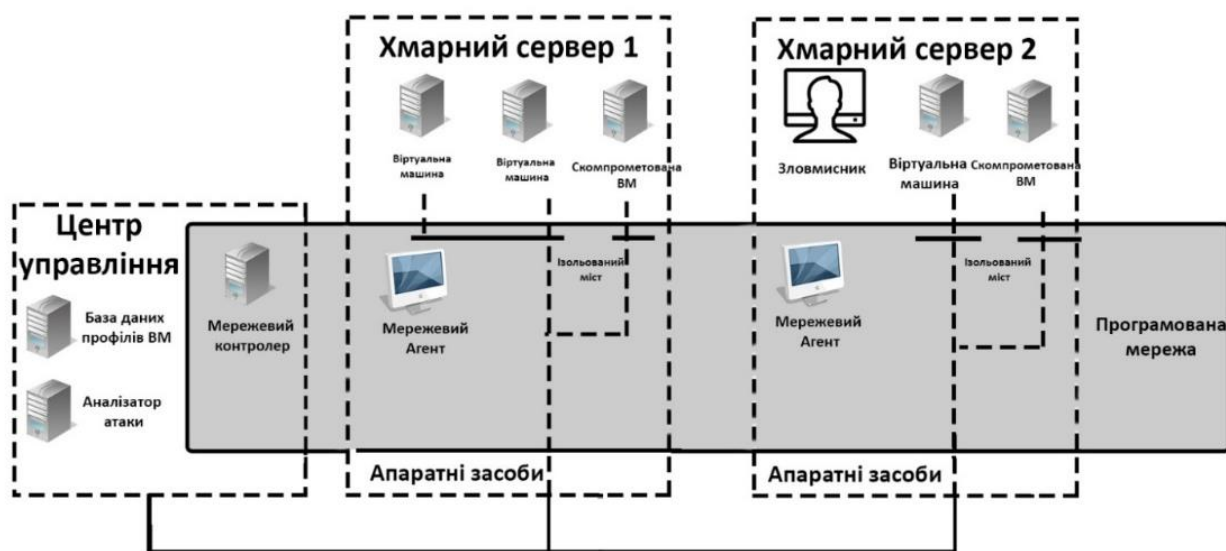 Хмарний сервер 1
Віртуальна
машина
Віртуальна
машина
Скомпрометована
ВМ
Хмарний сервер 2
Зловмисник
Віртуальна
машина
Скомпрометована
ВМ
Центр
управління
База даних
профілів ВМ
Аналізатор
атаки
Мережевий
контролер
Мережевий
Агент
Ізольований
міст
Мережевий
Агент
Ізольований
міст
Програмована
мережа
Апаратні засоби
Апаратні засоби